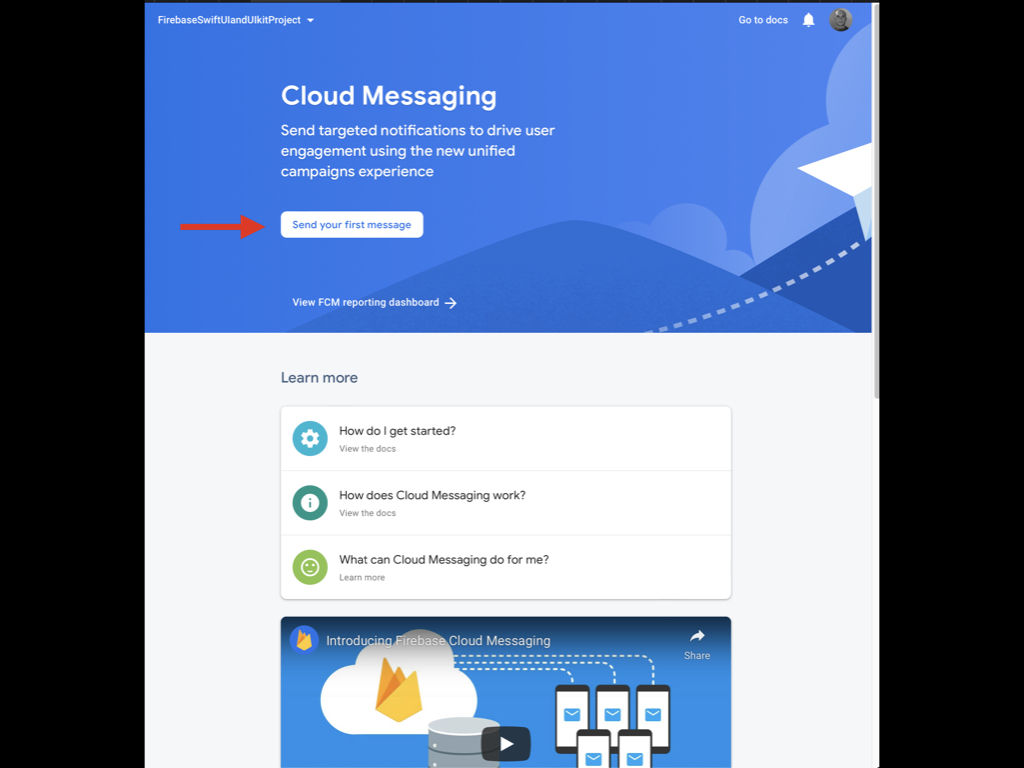 FirebaseSwiftUIandUIkitProject
Go to docs
Cloud Messaging
Send targeted notifications to drive user
engagement using the new unified
campaigns experience
Send your first message
View FCM reporting dashboard
Learn more
How do I get started?
View the docs
How does Cloud Messaging work?
View the docs
What can Cloud Messaging do for me?
Learn more
Introducing Firebase Cloud Messaging
Share